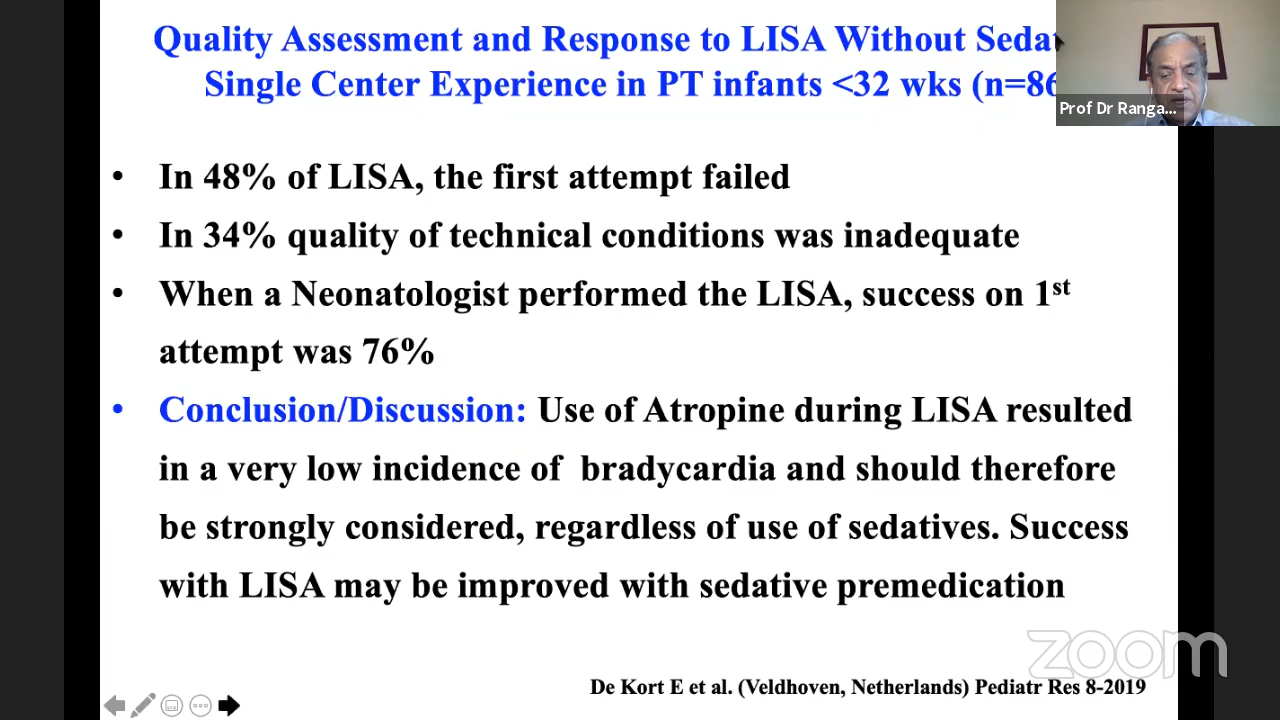 Quality Assessment and Response to LISA Without
Single Center Experience in PT infants <32 wks
Prof Dr Ranga...
• In 48% of LISA, the first attempt failed
• In 34% quality of technical conditions was inadequate
• When a Neonatologist performed the LISA, success on 1st
attempt was 76%
• Conclusion/Discussion: Use of Atropine during LISA resulted
in a very low incidence of bradycardia and should therefore
be strongly considered, regardless of use of sedatives. Success
with LISA may be improved with sedative premedication
zoom
De Kort E et al. (Veldhoven, Netherlands) Pediatr Res 8-2019